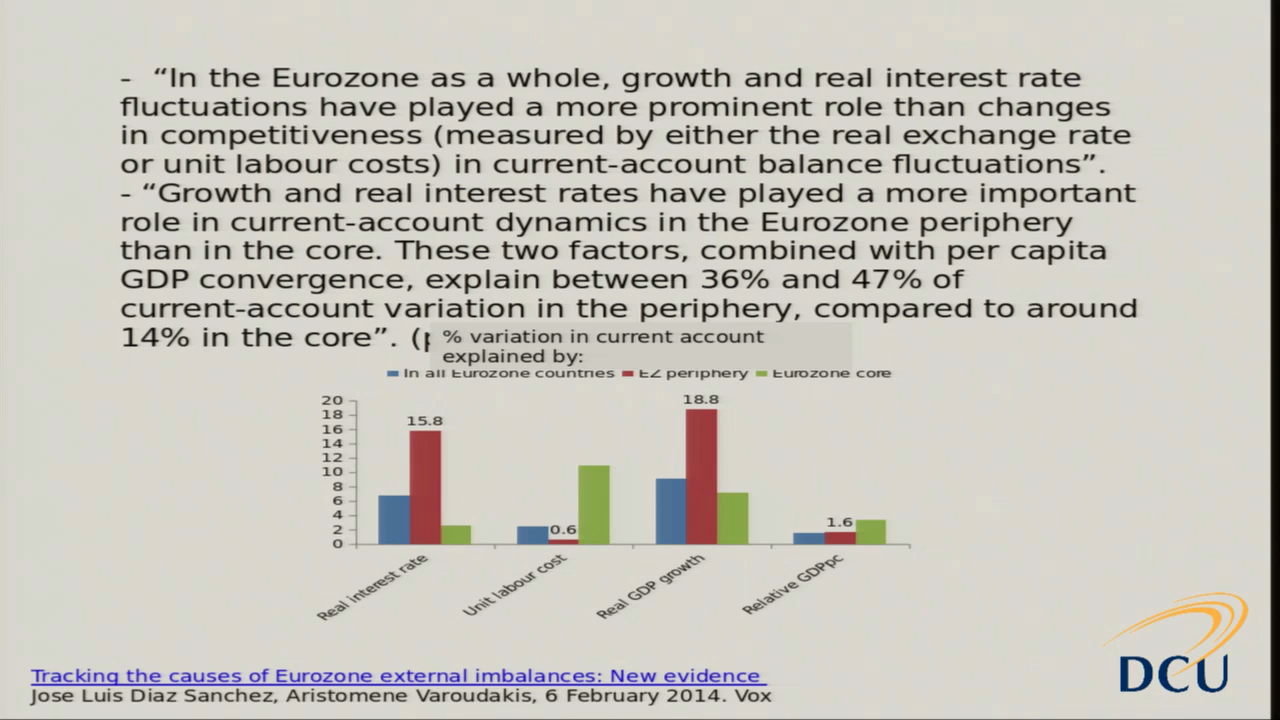 - “In the Eurozone as a whole, growth and real interest rate
fluctuations have played a more prominent role than changes
in competitiveness (measured by either the real exchange rate
or unit labour costs) in current-account balance fluctuations”.
- “Growth and real interest rates have played a more important
role in current-account dynamics in the Eurozone periphery
than in the core. These two factors, combined with per capita
GDP convergence, explain between 36% and 47% of
current-account variation in the periphery, compared to around
14% in the core”. (
% variation in current account
explained by:
In all Eurozone countries EZ periphery Eurozone core
20
18
16
14
12
10
8
6
4
2
0
15.8
0.6
18.8
1.6
Real interest rate
Unit labour cost
Real GDP growth
Relative GDPpc
Tracking the causes of Eurozone external imbalances: New evidence
Jose Luis Diaz Sanchez, Aristomene Varoudakis, 6 February 2014. Vox
DCU